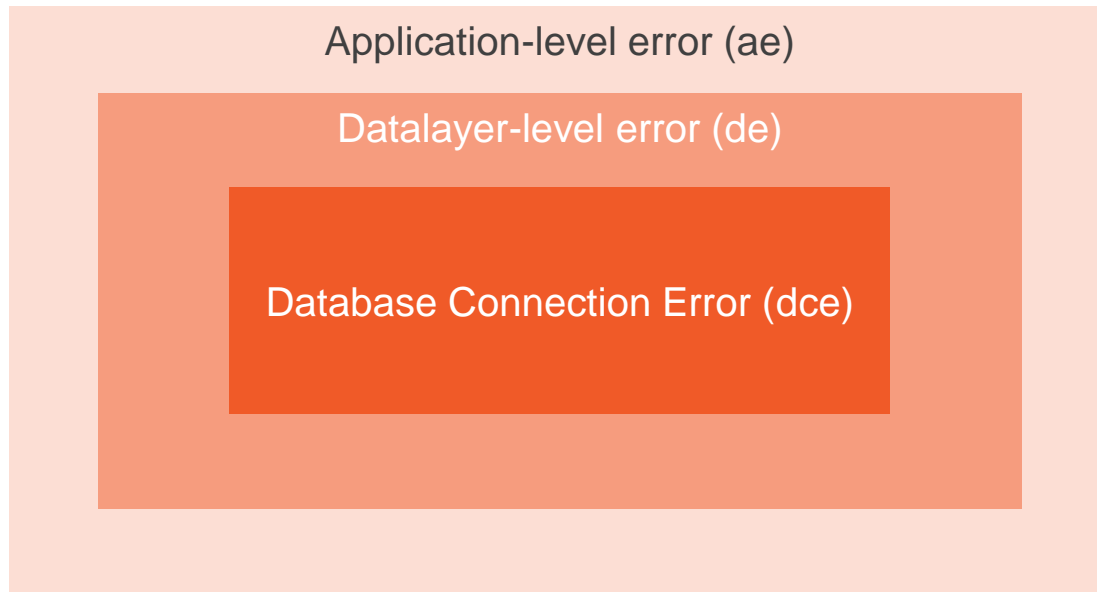 Application-level error (ae)
Datalayer-level error (de)
Database Connection Error (dce)